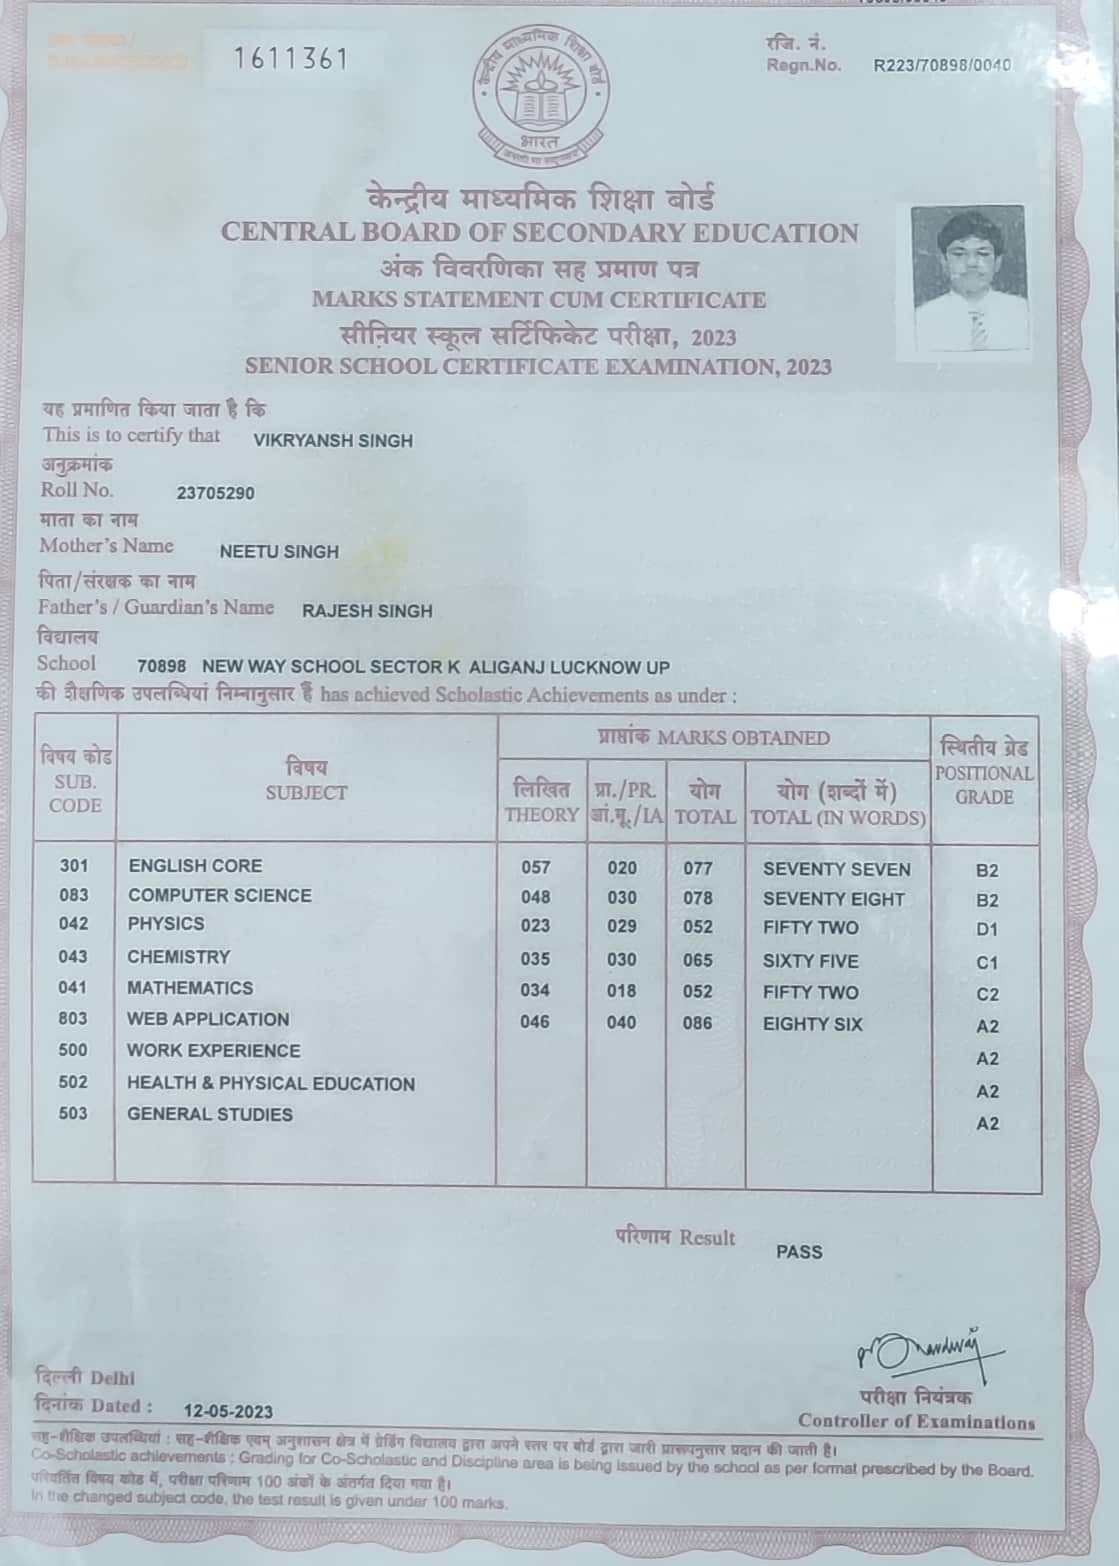 1611361
रजि. नं.
Regn.No. R223/70898/0040
केन्द्रीय माध्यमिक शिक्षा बोर्ड
भारत
केन्द्रीय माध्यमिक शिक्षा बोर्ड
CENTRAL BOARD OF SECONDARY EDUCATION
अंक विवरणिका सह प्रमाण पत्र
MARKS STATEMENT CUM CERTIFICATE
सीनियर स्कूल सर्टिफिकेट परीक्षा, 2023
SENIOR SCHOOL CERTIFICATE EXAMINATION, 2023
यह प्रमाणित किया जाता है कि
This is to certify that VIKRYANSH SINGH
अनुक्रमांक
Roll No. 23705290
माता का नाम
Mother's Name NEETU SINGH
पिता/संरक्षक का नाम
Father's / Guardian's Name RAJESH SINGH
विद्यालय
School 70898 NEW WAY SCHOOL SECTOR K ALIGANJ LUCKNOW UP
की शैक्षणिक उपलब्धियां निम्नानुसार हैं has achieved Scholastic Achievements as under :
विषय कोड SUB. CODE
विषय SUBJECT
प्राप्तांक MARKS OBTAINED
लिखित THEORY
प्रा./PR. आं.मू./IA
योग TOTAL
योग (शब्दों में) TOTAL (IN WORDS)
स्थितीय ग्रेड POSITIONAL GRADE
301 ENGLISH CORE 057 020 077 SEVENTY SEVEN B2
083 COMPUTER SCIENCE 048 030 078 SEVENTY EIGHT B2
042 PHYSICS 023 029 052 FIFTY TWO D1
043 CHEMISTRY 035 030 065 SIXTY FIVE C1
041 MATHEMATICS 034 018 052 FIFTY TWO C2
803 WEB APPLICATION 046 040 086 EIGHTY SIX A2
500 WORK EXPERIENCE A2
502 HEALTH & PHYSICAL EDUCATION A2
503 GENERAL STUDIES A2
परिणाम Result PASS
दिल्ली Delhi
दिनांक Dated : 12-05-2023
परीक्षा नियंत्रक
Controller of Examinations
सह-शैक्षिक उपलब्धियां : सह-शैक्षिक एवम् अनुशासन क्षेत्र में ग्रेडिंग विद्यालय द्वारा अपने स्तर पर बोर्ड द्वारा जारी प्रारूपनुसार प्रदान की जाती है।
Co-Scholastic achievements : Grading for Co-Scholastic and Discipline area is being issued by the school as per format prescribed by the Board.
परिवर्तित विषय कोड में, परीक्षा परिणाम 100 अंकों के अंतर्गत दिया गया है।
In the changed subject code, the test result is given under 100 marks.